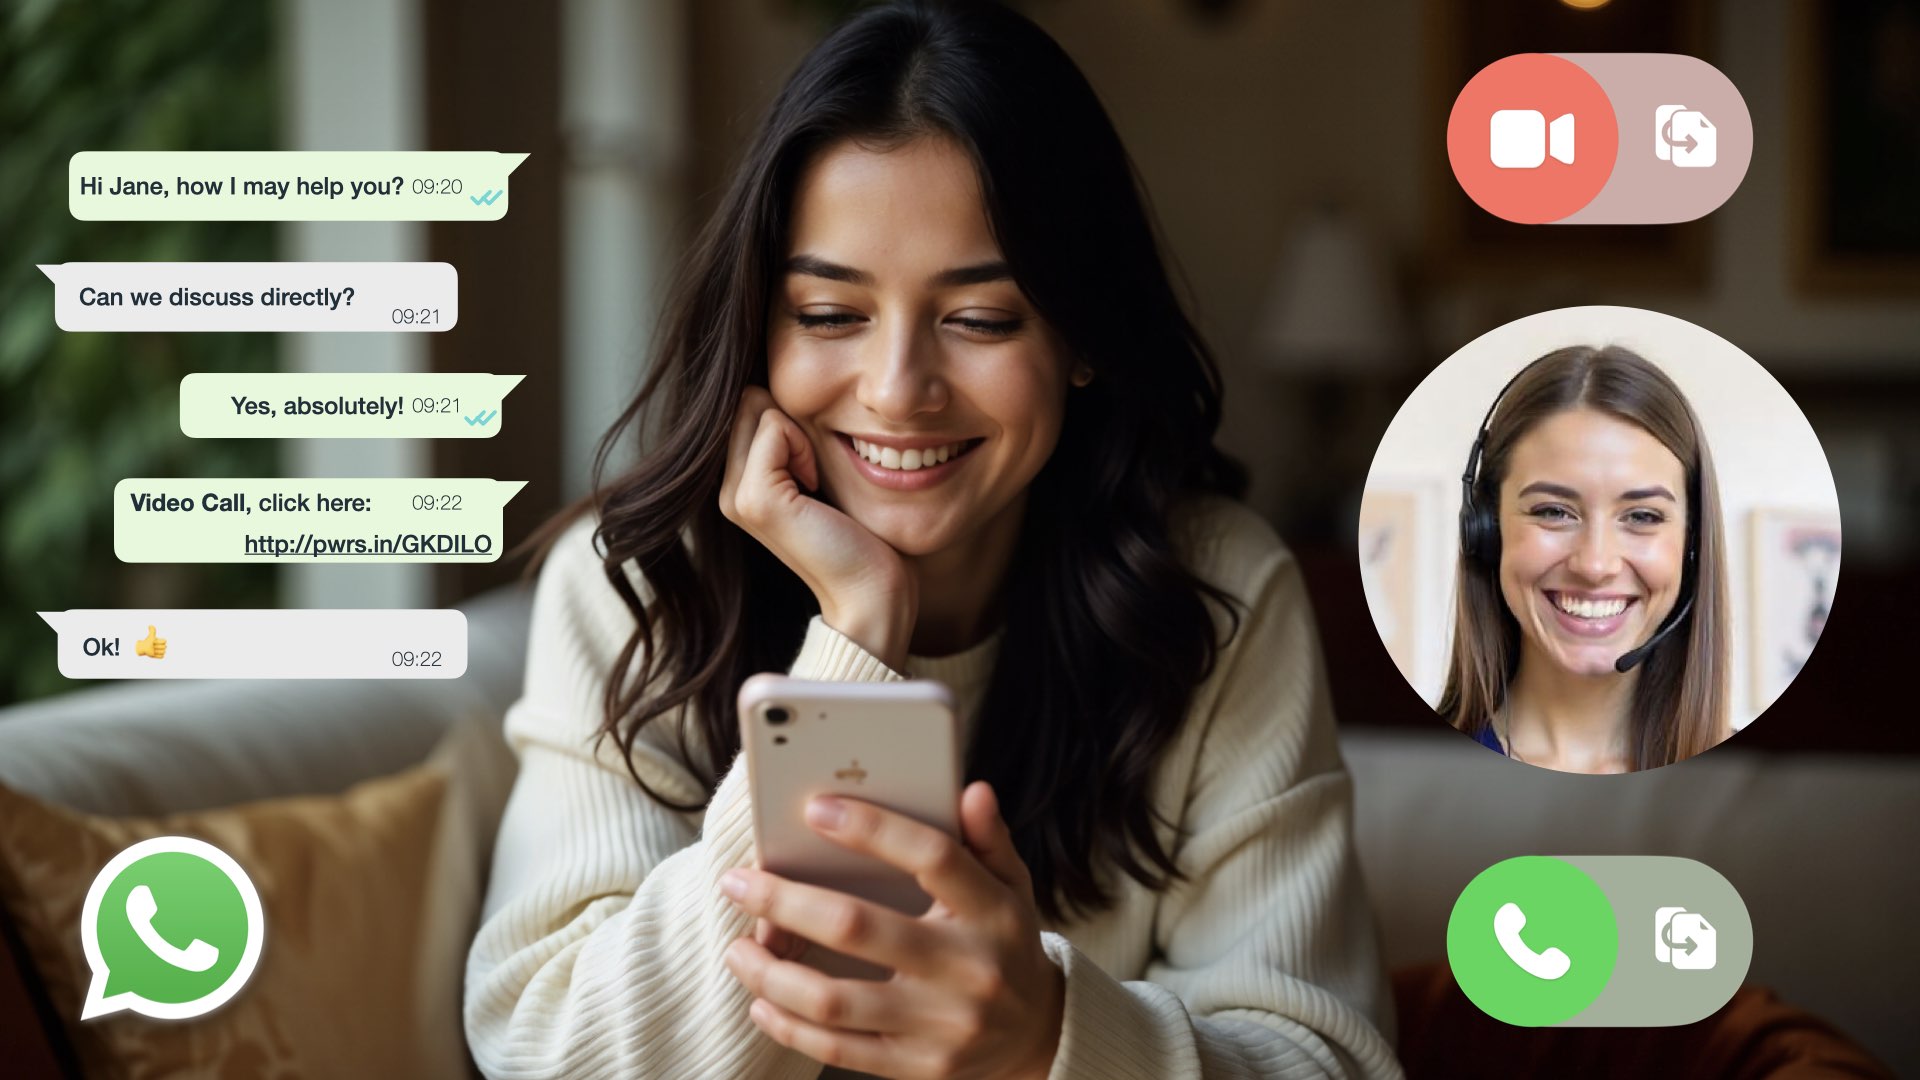 Hi Jane, how I may help you? 09:20
Can we discuss directly?
09:21
Yes, absolutely! 09:21
Video Call, click here: 09:22
http://pwrs.in/GKDILO
Ok! 👍
09:22